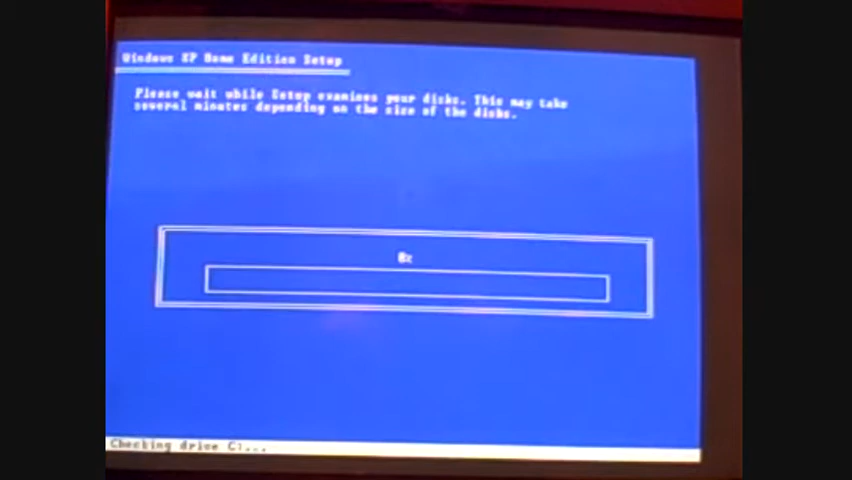 Windows XP Home Edition Setup
Please wait while Setup examines your disks. This may take
several minutes depending on the size of the disks.
0%
Checking drive C:...